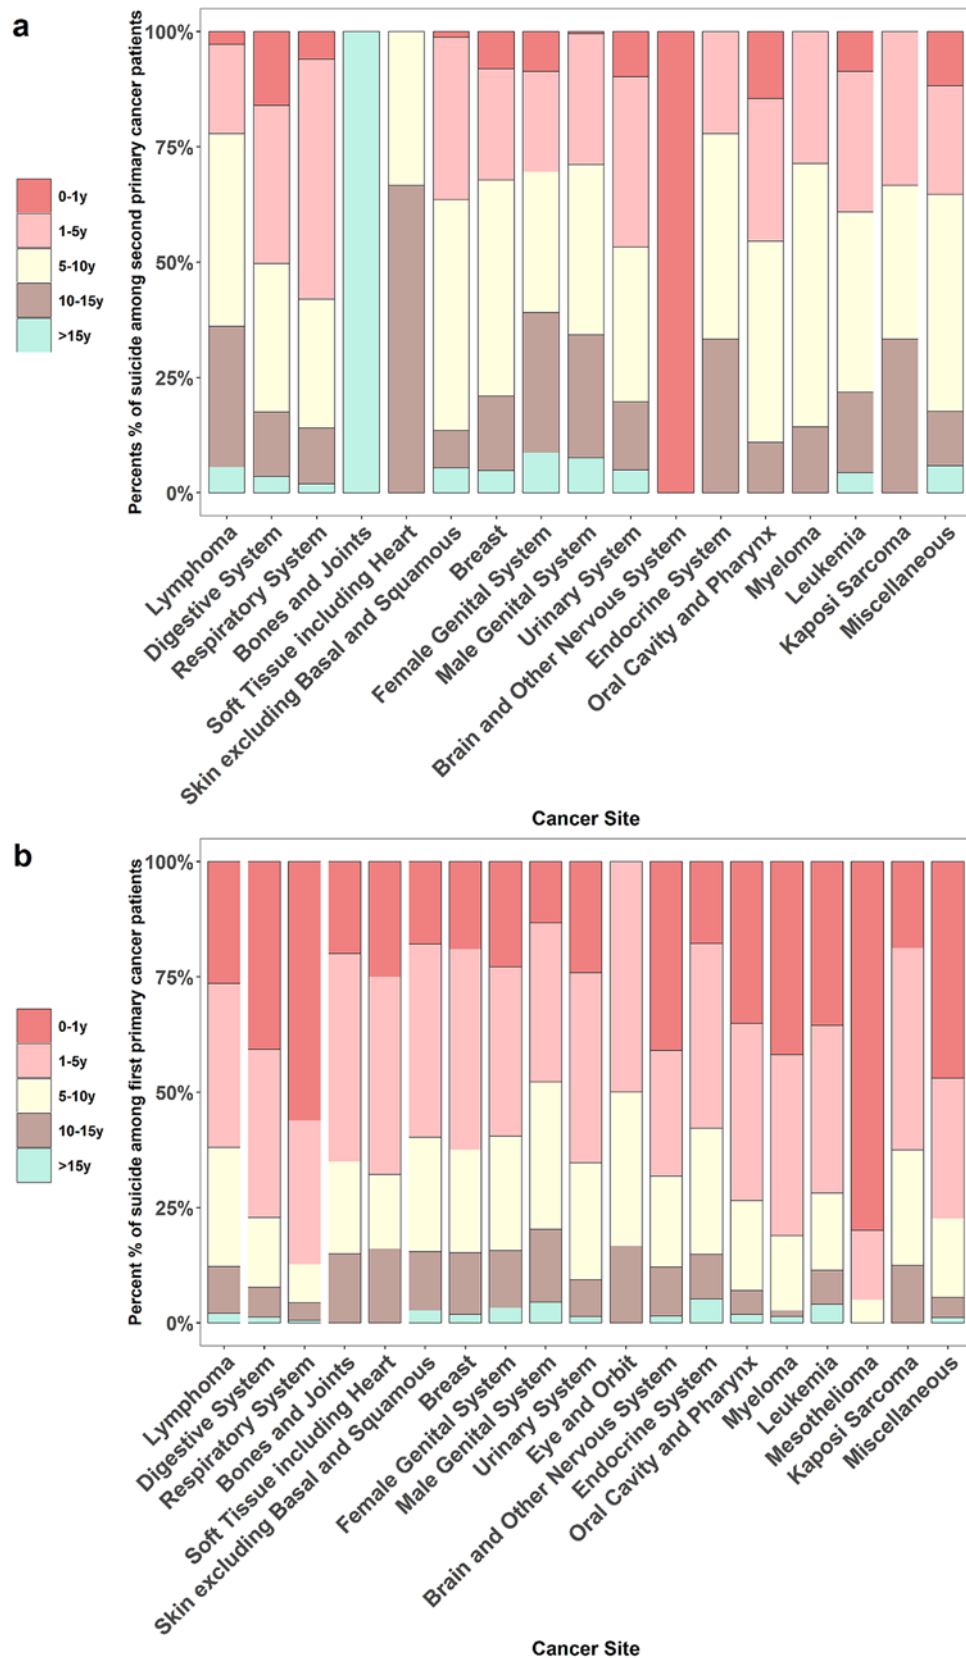 a
Percents % of suicide among second primary cancer patients
100%
75%
50%
25%
0%
0-1y
1-5y
5-10y
10-15y
>15y
Lymphoma
Digestive System
Respiratory System
Bones and Joints
Soft Tissue including Heart
Skin excluding Basal and Squamous
Breast
Female Genital System
Male Genital System
Urinary System
Brain and Other Nervous System
Endocrine System
Oral Cavity and Pharynx
Myeloma
Leukemia
Kaposi Sarcoma
Miscellaneous
Cancer Site
b
Percent % of suicide among first primary cancer patients
100%
75%
50%
25%
0%
0-1y
1-5y
5-10y
10-15y
>15y
Lymphoma
Digestive System
Respiratory System
Bones and Joints
Soft Tissue including Heart
Skin excluding Basal and Squamous
Breast
Female Genital System
Male Genital System
Urinary System
Eye and Orbit
Brain and Other Nervous System
Endocrine System
Oral Cavity and Pharynx
Myeloma
Leukemia
Mesothelioma
Kaposi Sarcoma
Miscellaneous
Cancer Site